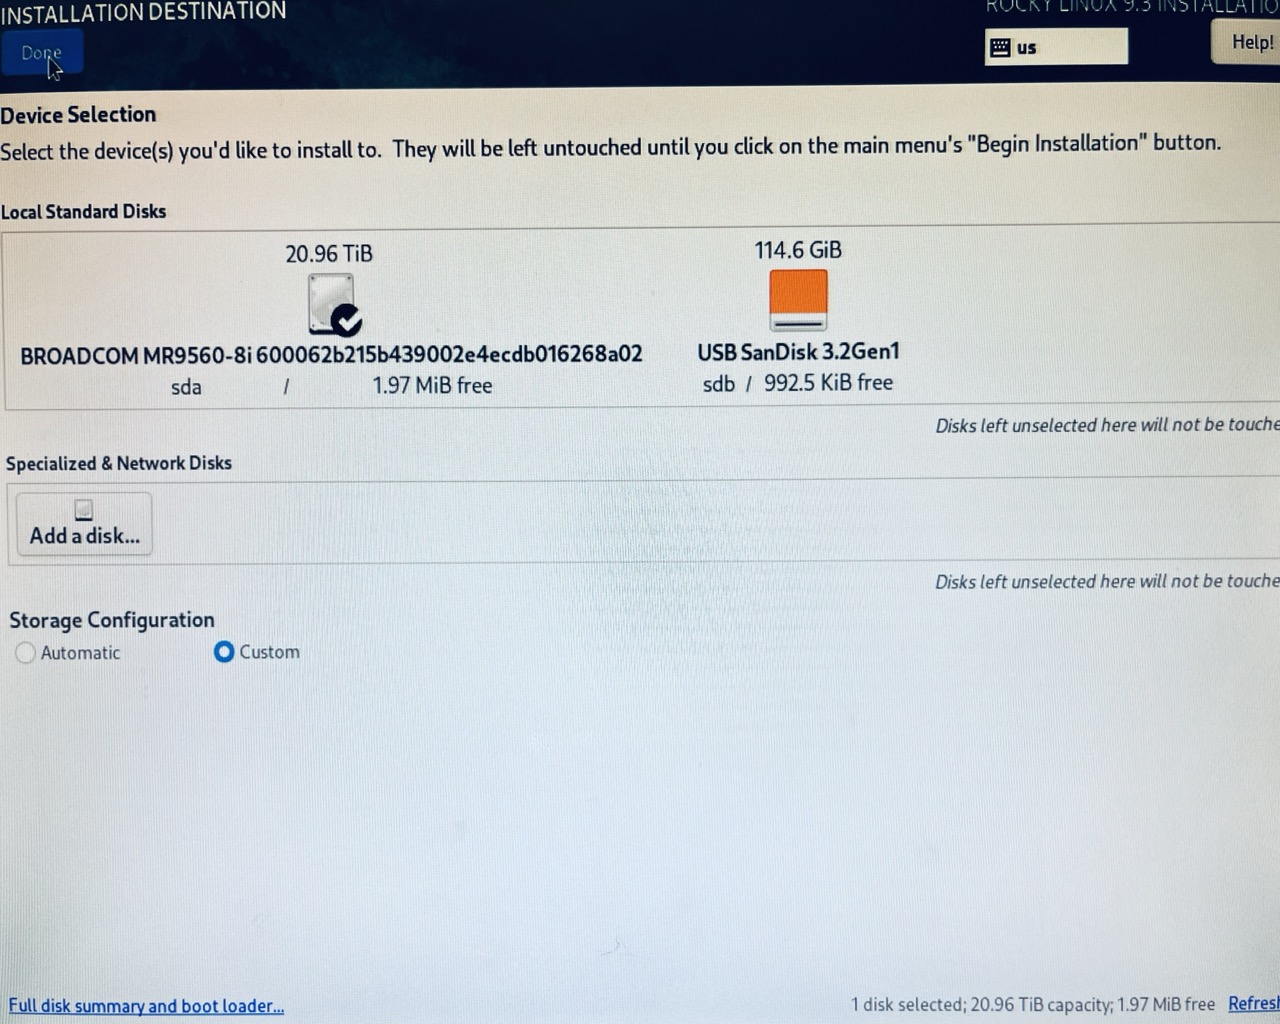 INSTALLATION DESTINATION
ROCKY LINUX 9.3 INSTALLATIO
Done
us
Help!
Device Selection
Select the device(s) you'd like to install to. They will be left untouched until you click on the main menu's "Begin Installation" button.
Local Standard Disks
20.96 TiB
114.6 GiB
BROADCOM MR9560-8i 600062b215b439002e4ecdb016268a02
USB SanDisk 3.2Gen1
sda / 1.97 MiB free
sdb / 992.5 KiB free
Disks left unselected here will not be touche
Specialized & Network Disks
Add a disk...
Disks left unselected here will not be touche
Storage Configuration
Automatic
Custom
Full disk summary and boot loader...
1 disk selected; 20.96 TiB capacity; 1.97 MiB free Refresh